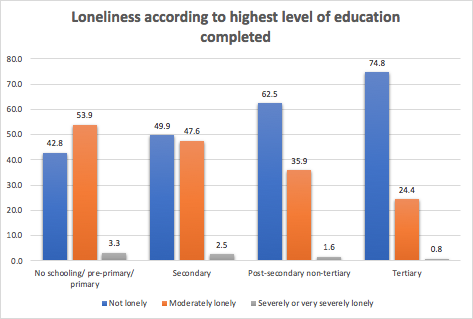 Loneliness according to highest level of education
completed
80.0
70.0
60.0
50.0
40.0
30.0
20.0
10.0
0.0
42.8
53.9
3.3
49.9
47.6
2.5
62.5
35.9
1.6
74.8
24.4
0.8
No schooling/ pre-primary/
primary
Secondary
Post-secondary non-tertiary
Tertiary
Not lonely
Moderately lonely
Severely or very severely lonely